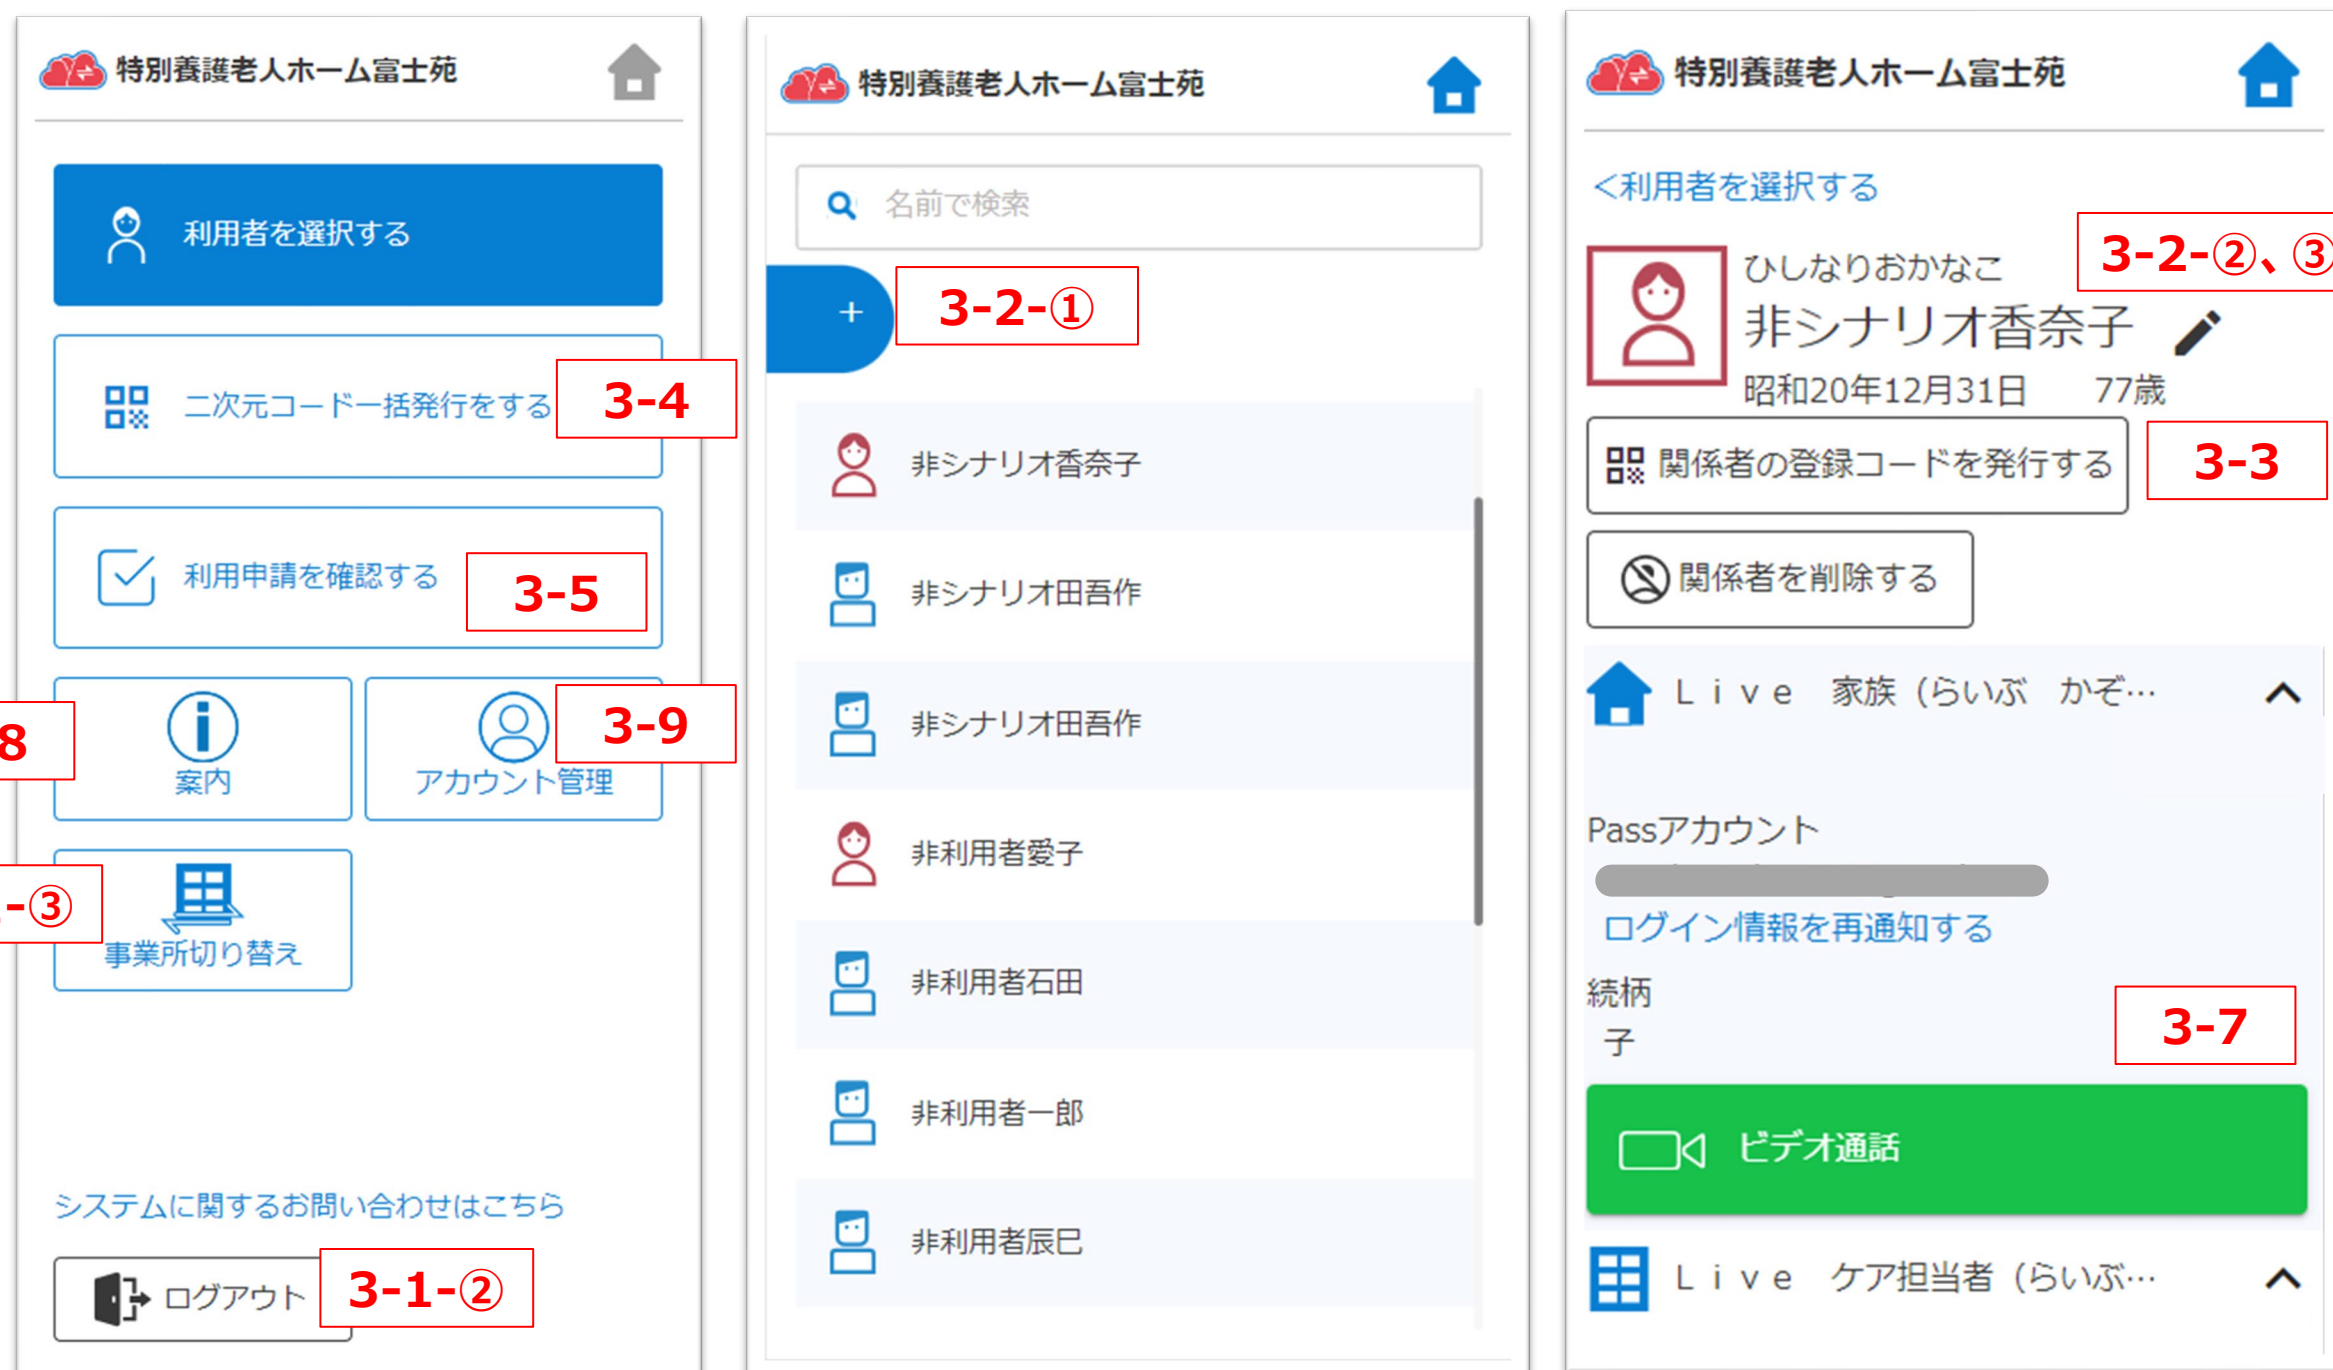 特別養護老人ホーム富士苑
利用者を選択する
二次元コード一括発行をする
3-4
利用申請を確認する
3-5
8
案内
アカウント管理
3-9
-③
事業所切り替え
システムに関するお問い合わせはこちら
ログアウト
3-1-②
特別養護老人ホーム富士苑
名前で検索
+
3-2-①
非シナリオ香奈子
非シナリオ田吾作
非シナリオ田吾作
非利用者愛子
非利用者石田
非利用者一郎
非利用者辰巳
特別養護老人ホーム富士苑
<利用者を選択する
3-2-②、③
ひしなりおかなこ
非シナリオ香奈子
昭和20年12月31日 77歳
関係者の登録コードを発行する
3-3
関係者を削除する
Ｌｉｖｅ 家族（らいぶ かぞ…
Passアカウント
ログイン情報を再通知する
続柄
子
3-7
ビデオ通話
Ｌｉｖｅ ケア担当者（らいぶ…